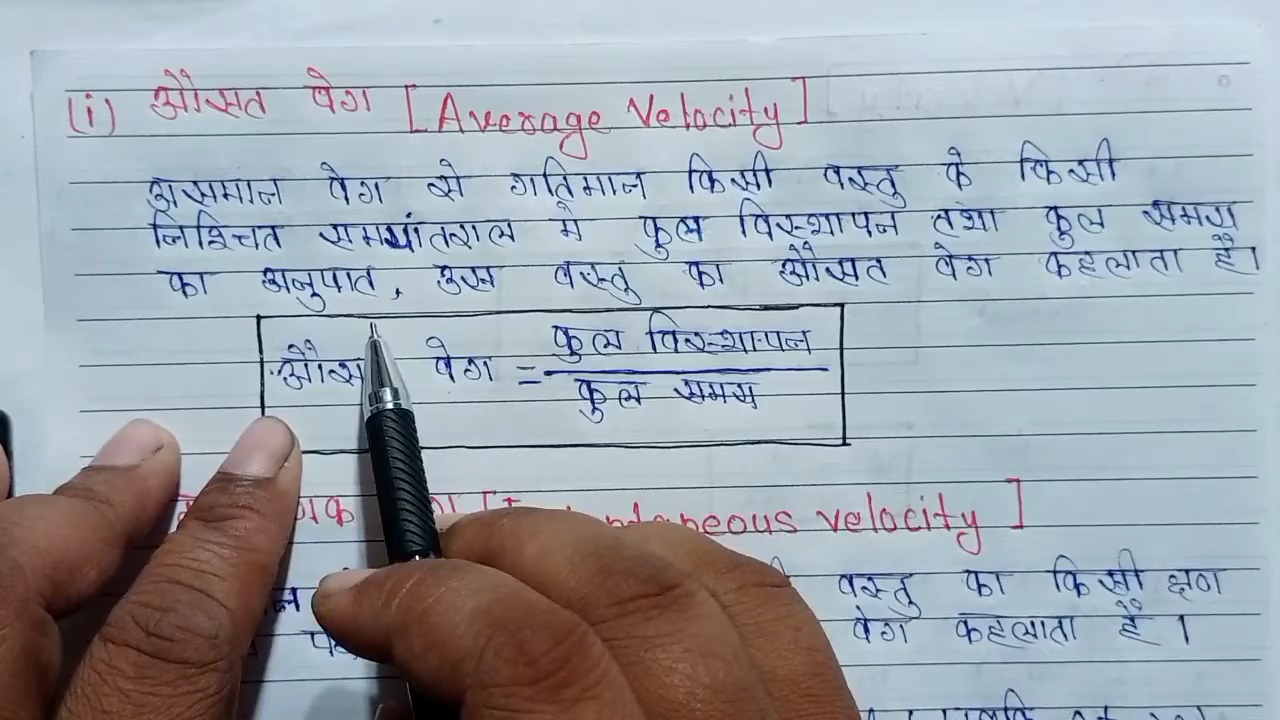 (i) औसत वेग [Average Velocity]
असमान वेग से गतिमान किसी वस्तु के किसी
निश्चित समयांतराल मे कुल विस्थापन तथा कुल समय
का अनुपात, उस वस्तु का औसत वेग कहलाता है।
औस वेग = कुल विस्थापन
कुल समय
velocity ]
वस्तु का किसी क्षण
वेग कहलाता है ।